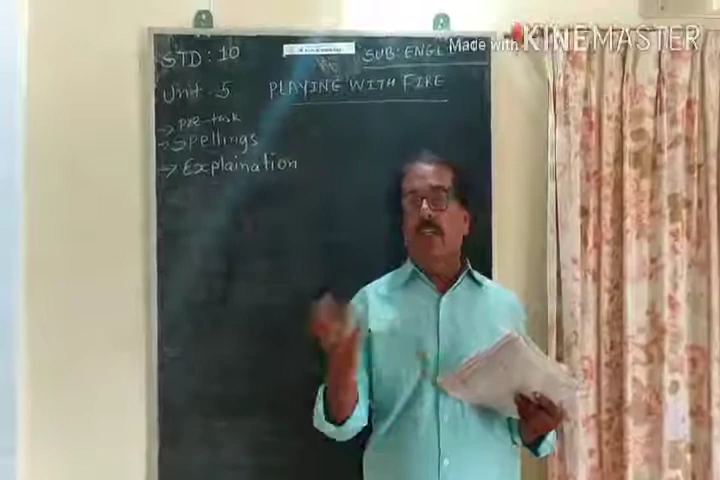 STD : 10
SUB: ENGL
Made with KINEMASTER
Unit. 5
PLAYING WITH FIRE
→ Pre-task
→ Spellings
→ Explaination